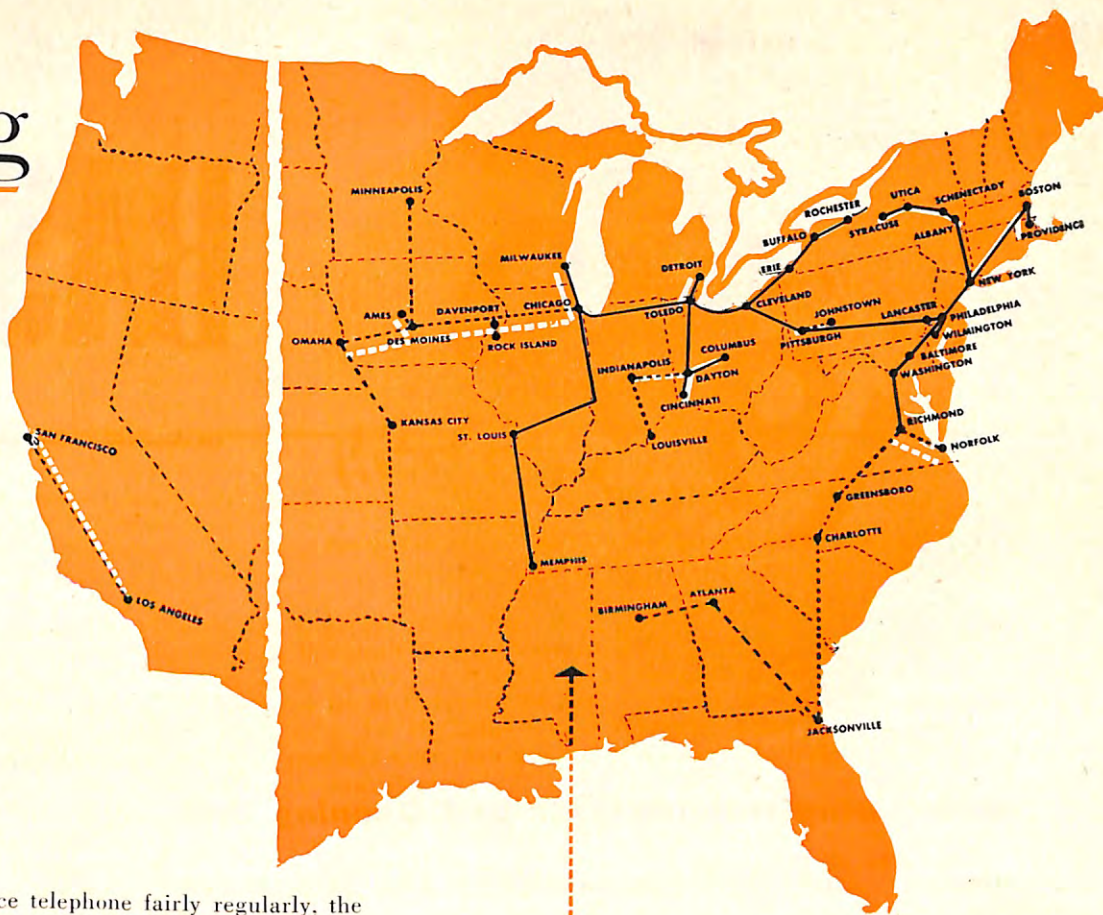 g
MINNEAPOLIS
MILWAUKEE
CHICAGO
AMES
DAVENPORT
OMAHA
DES MOINES
ROCK ISLAND
KANSAS CITY
ST. LOUIS
MEMPHIS
DETROIT
TOLEDO
CLEVELAND
ERIE
BUFFALO
ROCHESTER
SYRACUSE
UTICA
SCHENECTADY
ALBANY
BOSTON
PROVIDENCE
NEW YORK
JOHNSTOWN
PITTSBURGH
LANCASTER
PHILADELPHIA
WILMINGTON
BALTIMORE
WASHINGTON
COLUMBUS
INDIANAPOLIS
DAYTON
CINCINNATI
LOUISVILLE
RICHMOND
NORFOLK
GREENSBORO
CHARLOTTE
SAN FRANCISCO
LOS ANGELES
BIRMINGHAM
ATLANTA
JACKSONVILLE
ce telephone fairly regularly, the